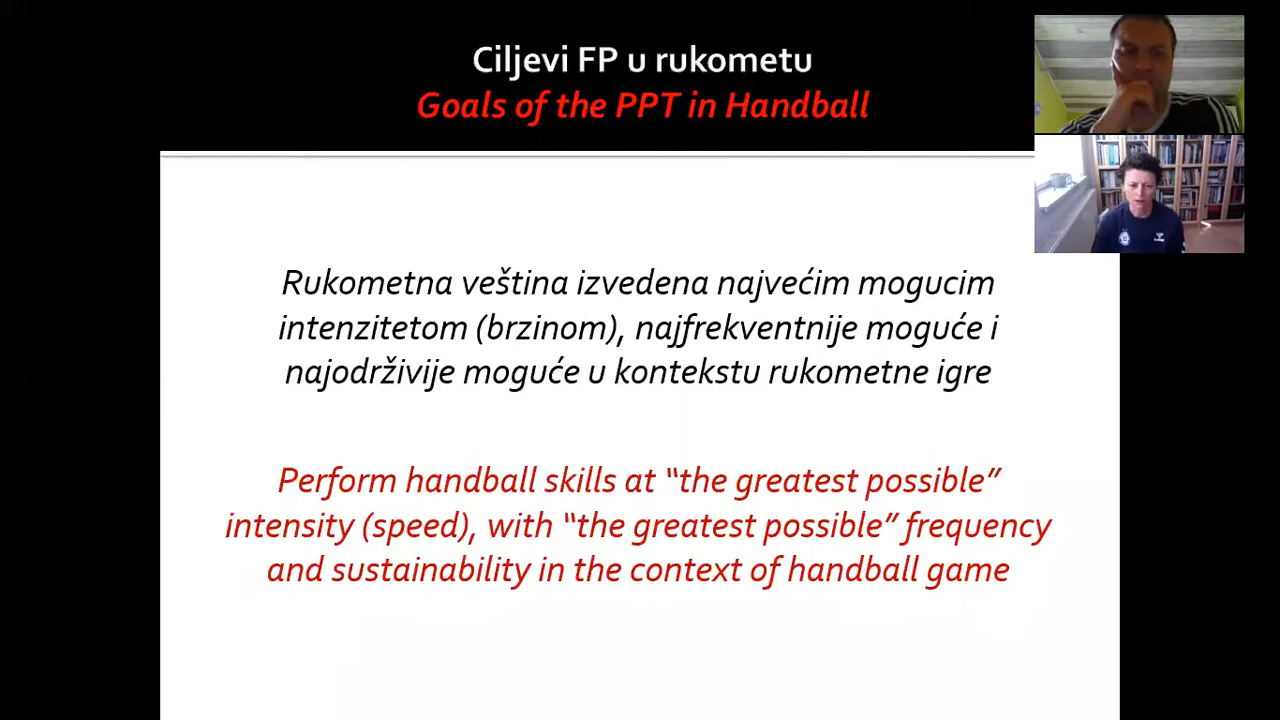 Ciljevi FP u rukometu
Goals of the PPT in Handball
Rukometna veština izvedena najvećim mogucim
intenzitetom (brzinom), najfrekventnije moguće i
najodrživije moguće u kontekstu rukometne igre
Perform handball skills at “the greatest possible”
intensity (speed), with “the greatest possible” frequency
and sustainability in the context of handball game